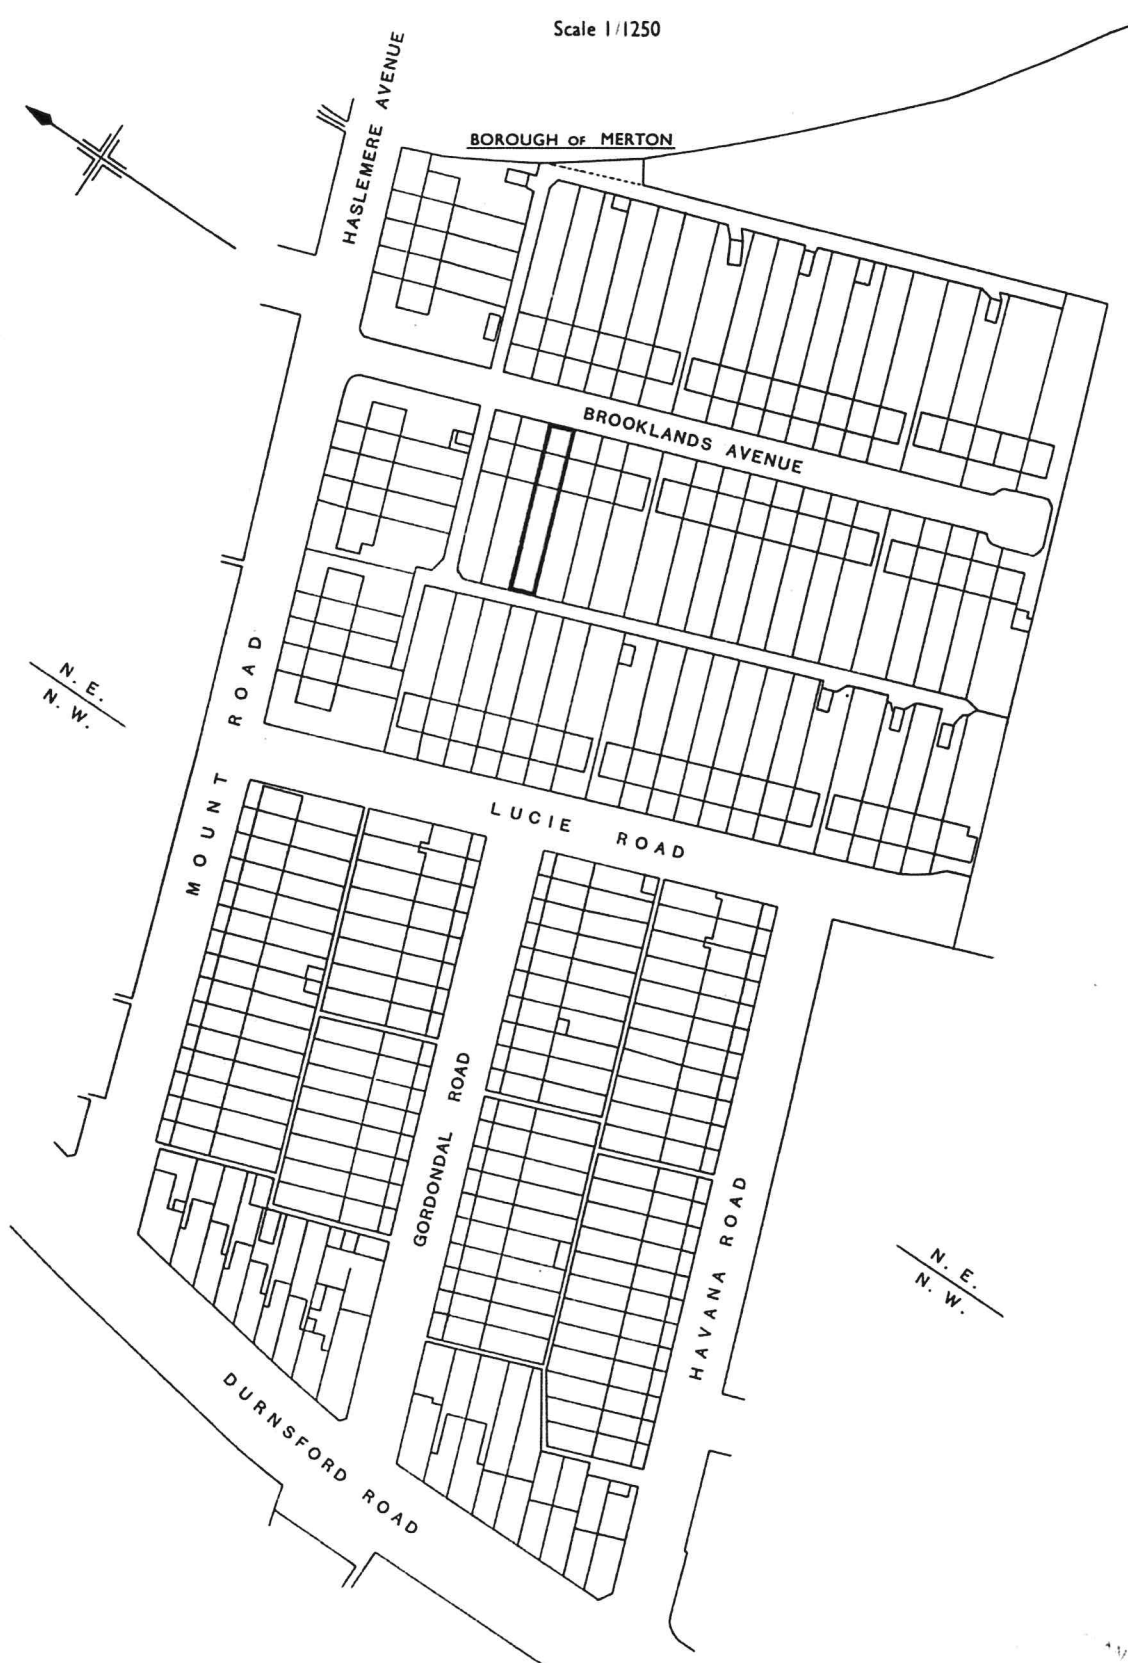 Scale 1/1250
HASLEMERE AVENUE
BOROUGH OF MERTON
BROOKLANDS AVENUE
N. E.
N. W.
MOUNT ROAD
LUCIE ROAD
GORDONDAL ROAD
HAVANA ROAD
N. E.
N. W.
DURNSFORD ROAD